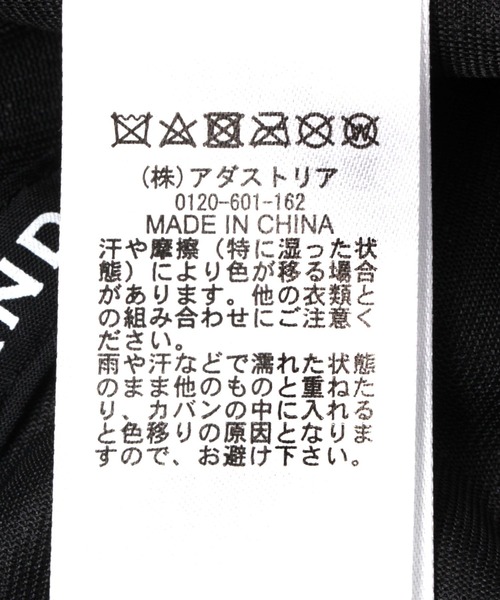 (株)アダストリア
0120-601-162
MADE IN CHINA
汗や摩擦（特に湿った状
態）により色が移る場合
があります。他の衣類と
の組み合わせにご注意く
ださい。
雨や汗などで濡れた状態
のまま他のものと重ねた
り、カバンの中に入れる
と色移りの原因となりま
すので、お避け下さい。
ND